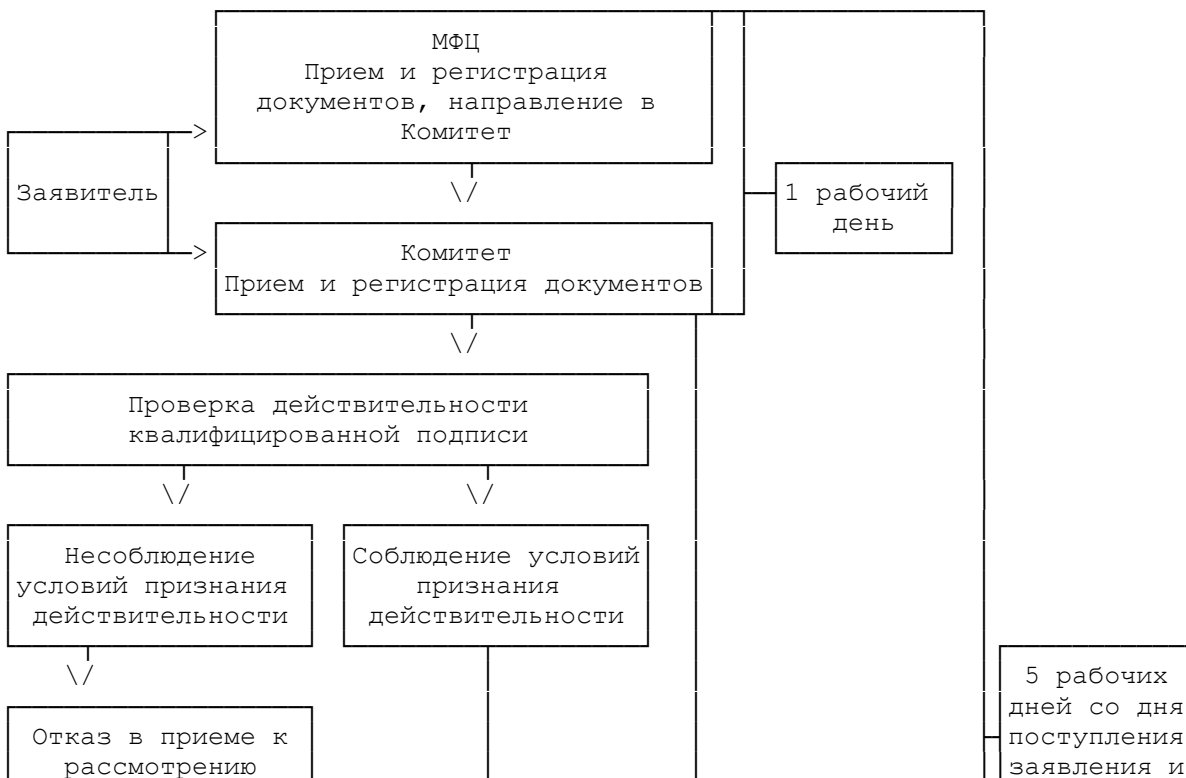 МФЦ
Прием и регистрация
документов, направление в
Комитет
Заявитель
1 рабочий
день
Комитет
Прием и регистрация документов
Проверка действительности
квалифицированной подписи
Несоблюдение
условий признания
действительности
Соблюдение условий
признания
действительности
Отказ в приеме к
рассмотрению
5 рабочих
дней со дня
поступления
заявления и